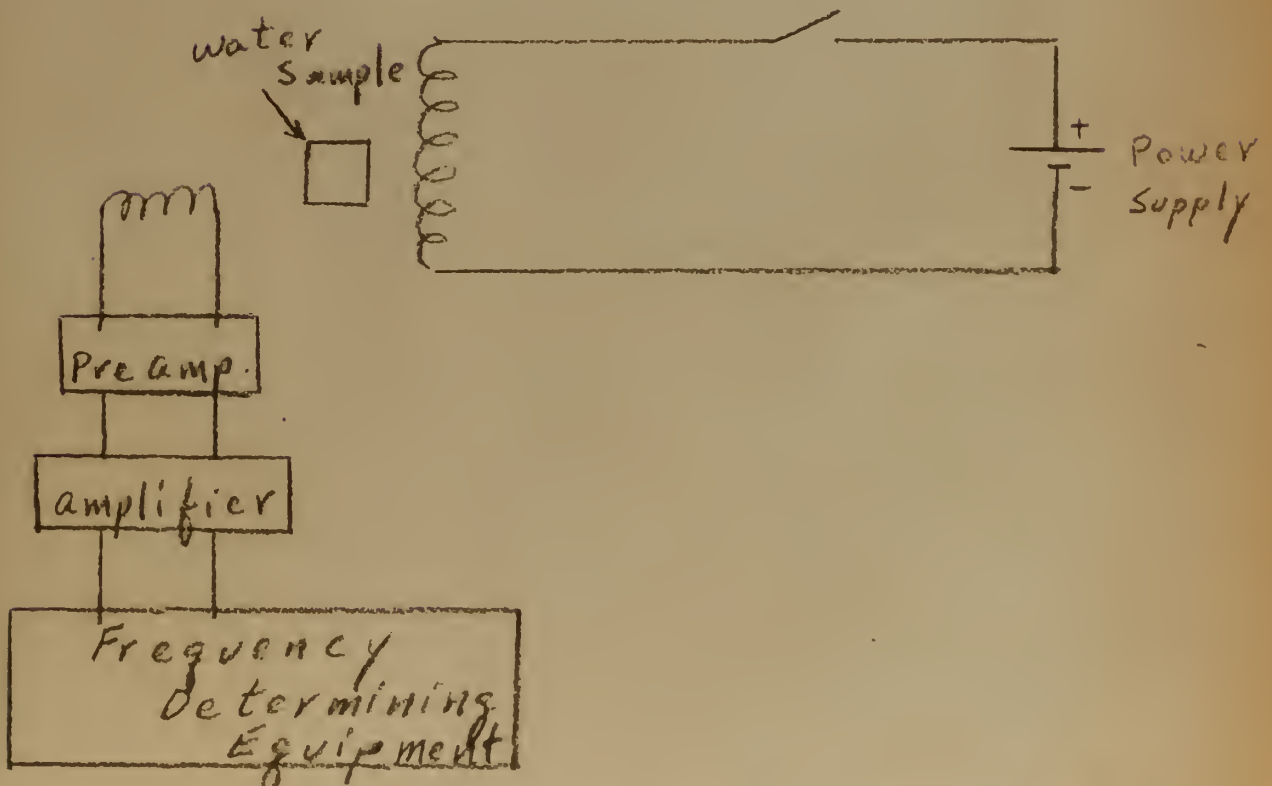 water
Sample
+
Power
-
Supply
Pre amp.
amplifier
Frequency
Determining
Equipment